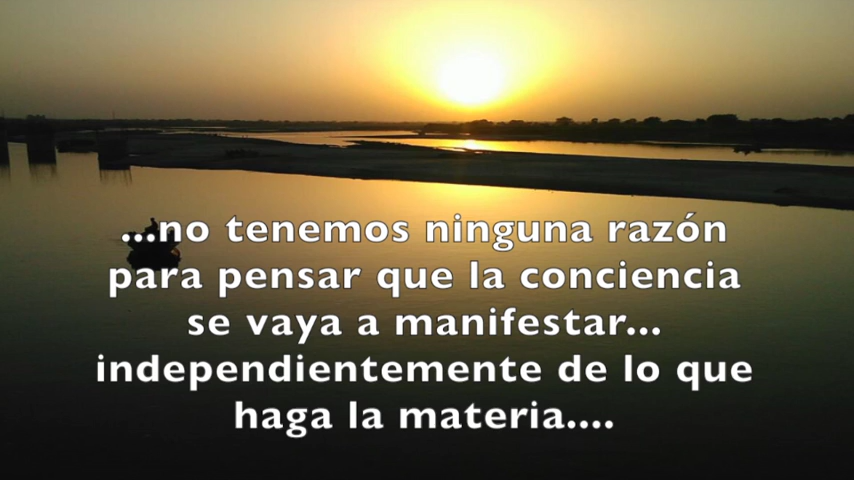 ...no tenemos ninguna razón
para pensar que la conciencia
se vaya a manifestar...
independientemente de lo que
haga la materia....